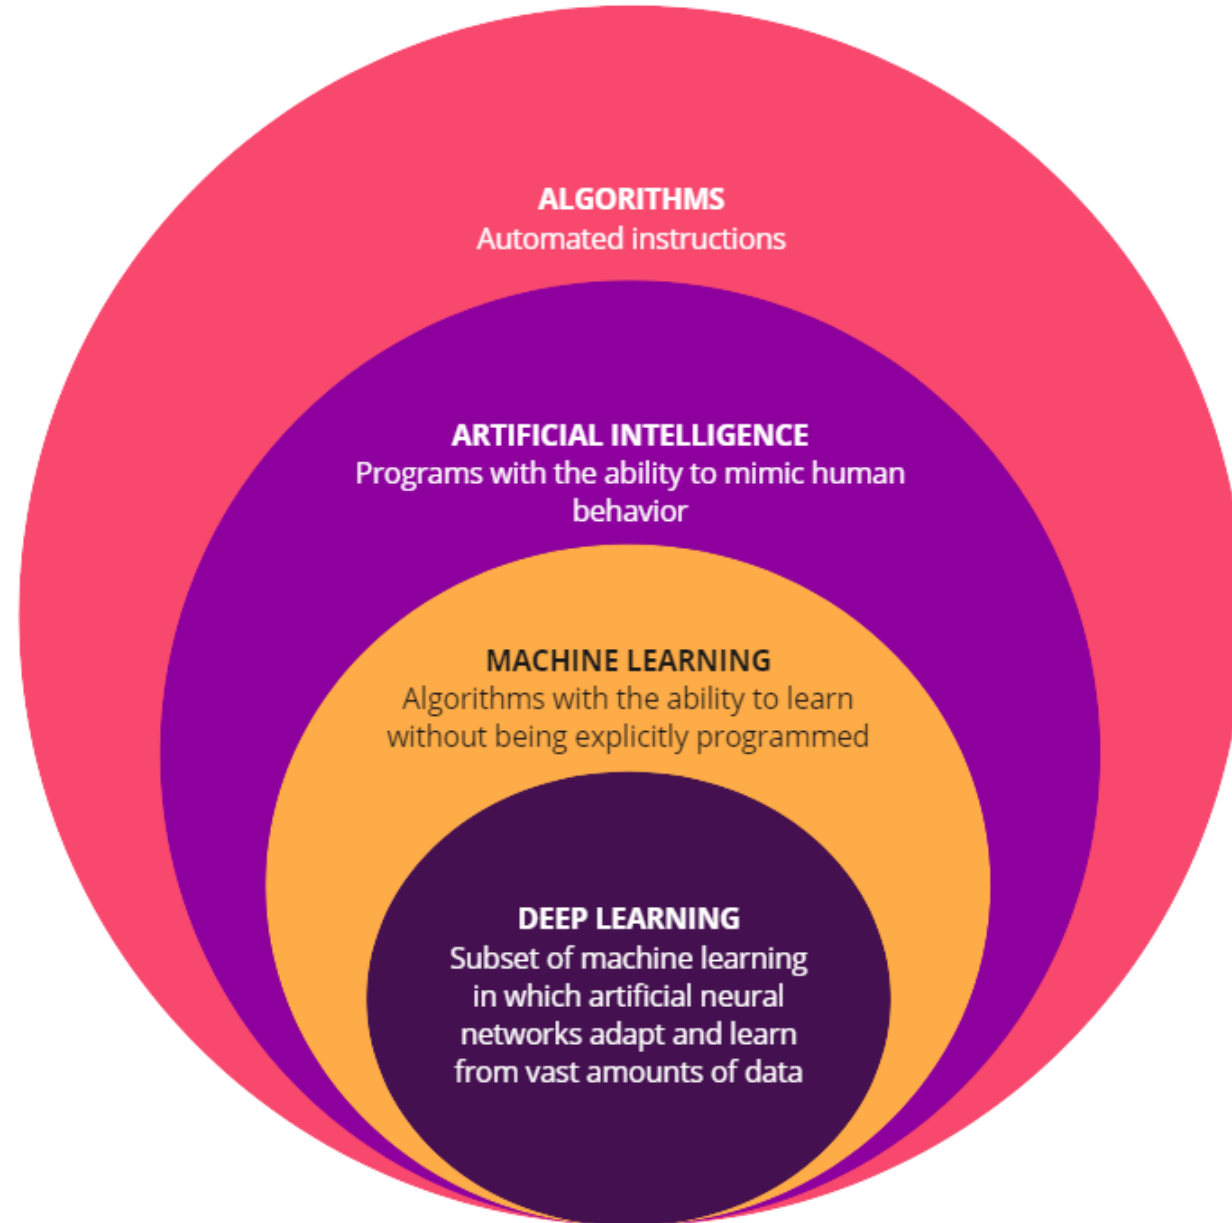 ALGORITHMS
Automated instructions
ARTIFICIAL INTELLIGENCE
Programs with the ability to mimic human
behavior
MACHINE LEARNING
Algorithms with the ability to learn
without being explicitly programmed
DEEP LEARNING
Subset of machine learning
in which artificial neural
networks adapt and learn
from vast amounts of data